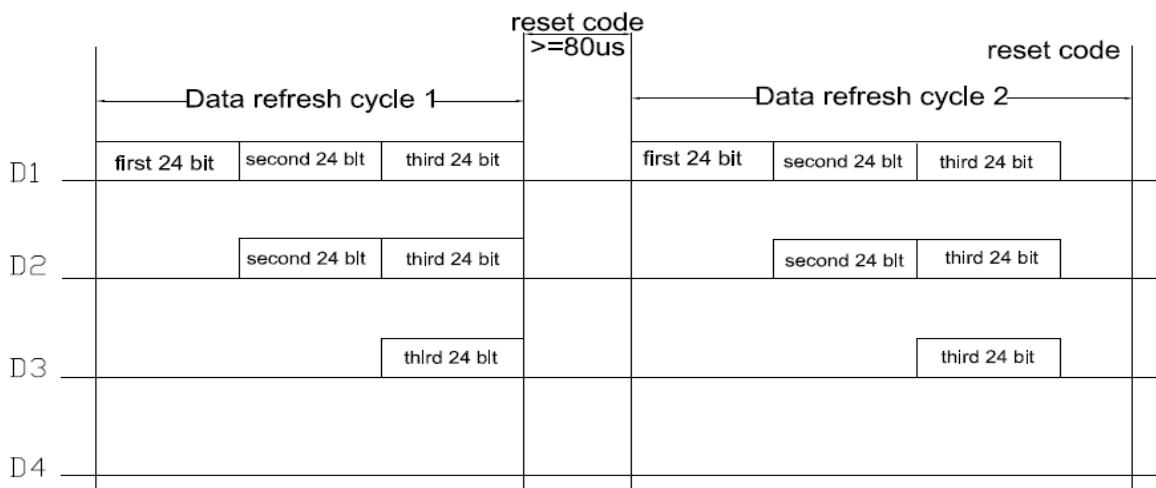 reset code
>=80us
reset code
Data refresh cycle 1
Data refresh cycle 2
D1 first 24 bit second 24 blt third 24 bit first 24 bit second 24 blt third 24 bit
D2 second 24 blt third 24 bit second 24 blt third 24 bit
D3 thlrd 24 blt third 24 bit
D4